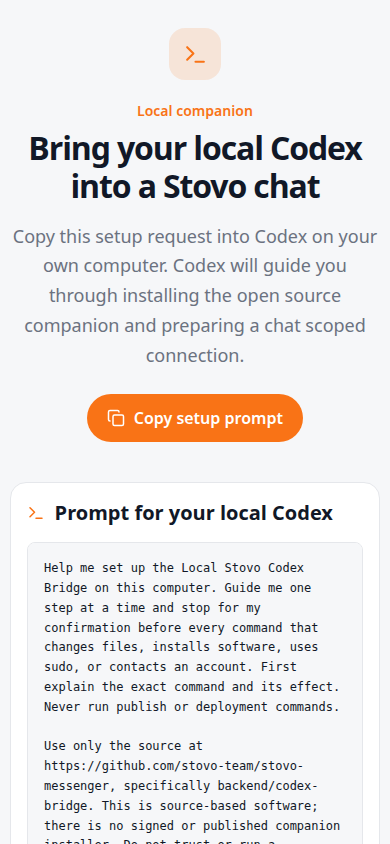 Local companion
Bring your local Codex
into a Stovo chat
Copy this setup request into Codex on your
own computer. Codex will guide you
through installing the open source
companion and preparing a chat scoped
connection.
Copy setup prompt
Prompt for your local Codex
Help me set up the Local Stovo Codex
Bridge on this computer. Guide me one
step at a time and stop for my
confirmation before every command that
changes files, installs software, uses
sudo, or contacts an account. First
explain the exact command and its effect.
Never run publish or deployment commands.
Use only the source at
https://github.com/stovo-team/stovo-
messenger, specifically backend/codex-
bridge. This is source-based software;
there is no signed or published companion
installer. Do not trust or run a